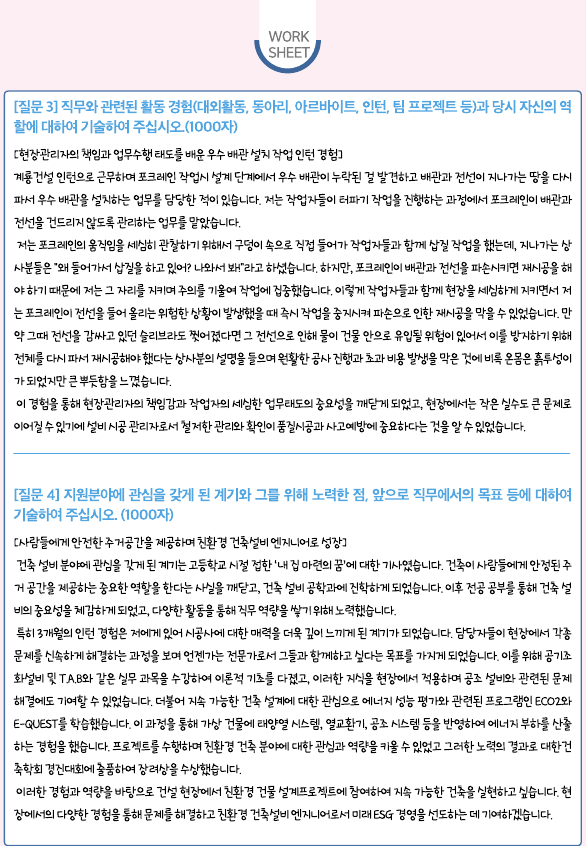 WORK
SHEET
[질문 3] 직무와 관련된 활동 경험(대외활동, 동아리, 아르바이트, 인턴, 팀 프로젝트 등)과 당시 자신의 역
할에 대하여 기술하여 주십시오.(1000자)
[현장관리자의 책임과 업무수행 태도를 배운 우수 배관 설치 작업 인턴 경험]
계룡건설 인턴으로 근무하며 포크레인 작업시 설계 단계에서 우수 배관이 누락된 걸 발견하고 배관과 전선이 지나가는 땅을 다시
파서 우수 배관을 설치하는 업무를 담당한 적이 있습니다. 저는 작업자들이 터파기 작업을 진행하는 과정에서 포크레인이 배관과
전선을 건드리지 않도록 관리하는 업무를 맡았습니다.
저는 포크레인의 움직임을 세심히 관찰하기 위해서 구덩이 속으로 직접 들어가 작업자들과 함께 삽질 작업을 했는데, 지나가는 상
사분들은 "왜 들어가서 삽질을 하고 있어? 나와서 봐!"라고 하셨습니다. 하지만, 포크레인이 배관과 전선을 파손시키면 재시공을 해
야 하기 때문에 저는 그 자리를 지키며 주의를 기울여 작업에 집중했습니다. 이렇게 작업자들과 함께 현장을 세심하게 지키면서 저
는 포크레인이 전선을 들어 올리는 위험한 상황이 발생했을 때 즉시 작업을 중지시켜 파손으로 인한 재시공을 막을 수 있었습니다. 만
약 그때 전선을 감싸고 있던 슬리브라도 찢어졌다면 그 전선으로 인해 물이 건물 안으로 유입될 위험이 있어서 이를 방지하기 위해
전체를 다시 파서 재시공해야 했다는 상사분의 설명을 들으며 원활한 공사 진행과 초과 비용 발생을 막은 것에 비록 온몸은 흙투성이
가 되었지만 큰 뿌듯함을 느꼈습니다.
이 경험을 통해 현장관리자의 책임감과 작업자의 세심한 업무태도의 중요성을 깨닫게 되었고, 현장에서는 작은 실수도 큰 문제로
이어질 수 있기에 설비 시공 관리자로서 철저한 관리와 확인이 품질시공과 사고예방에 중요하다는 것을 알 수 있었습니다.
[질문 4] 지원분야에 관심을 갖게 된 계기와 그를 위해 노력한 점, 앞으로 직무에서의 목표 등에 대하여
기술하여 주십시오. (1000자)
[사람들에게 안전한 주거공간을 제공하며 친환경 건축설비 엔지니어로 성장]
건축 설비 분야에 관심을 갖게 된 계기는 고등학교 시절 접한 '내 집 마련의 꿈'에 대한 기사였습니다. 건축이 사람들에게 안정된 주
거 공간을 제공하는 중요한 역할을 한다는 사실을 깨닫고, 건축 설비 공학과에 진학하게 되었습니다. 이후 전공 공부를 통해 건축 설
비의 중요성을 체감하게 되었고, 다양한 활동을 통해 직무 역량을 쌓기 위해 노력했습니다.
특히 3개월의 인턴 경험은 저에게 있어 시공사에 대한 매력을 더욱 깊이 느끼게 된 계기가 되었습니다. 담당자들이 현장에서 각종
문제를 신속하게 해결하는 과정을 보며 언젠가는 전문가로서 그들과 함께하고 싶다는 목표를 가지게 되었습니다. 이를 위해 공기조
화설비 및 T.A.B와 같은 실무 과목을 수강하여 이론적 기초를 다졌고, 이러한 지식을 현장에서 적용하며 공조 설비와 관련된 문제
해결에도 기여할 수 있었습니다. 더불어 지속 가능한 건축 설계에 대한 관심으로 에너지 성능 평가와 관련된 프로그램인 ECO2와
E-QUEST를 학습했습니다. 이 과정을 통해 가상 건물에 태양열 시스템, 열교환기, 공조 시스템 등을 반영하여 에너지 부하를 산출
하는 경험을 했습니다. 프로젝트를 수행하며 친환경 건축 분야에 대한 관심과 역량을 키울 수 있었고 그러한 노력의 결과로 대한건
축학회 경진대회에 출품하여 장려상을 수상했습니다.
이러한 경험과 역량을 바탕으로 건설 현장에서 친환경 건물 설계프로젝트에 참여하여 지속 가능한 건축을 실현하고 싶습니다. 현
장에서의 다양한 경험을 통해 문제를 해결하고 친환경 건축설비 엔지니어로서 미래 ESG 경영을 선도하는 데 기여하겠습니다.